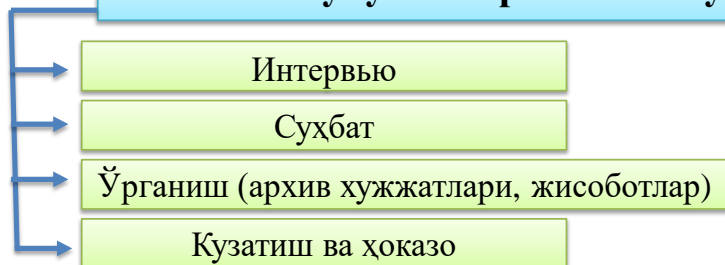 Интервью
Суҳбат
Ўрганиш (архив хужжатлари, жисоботлар)
Кузатиш ва ҳоказо